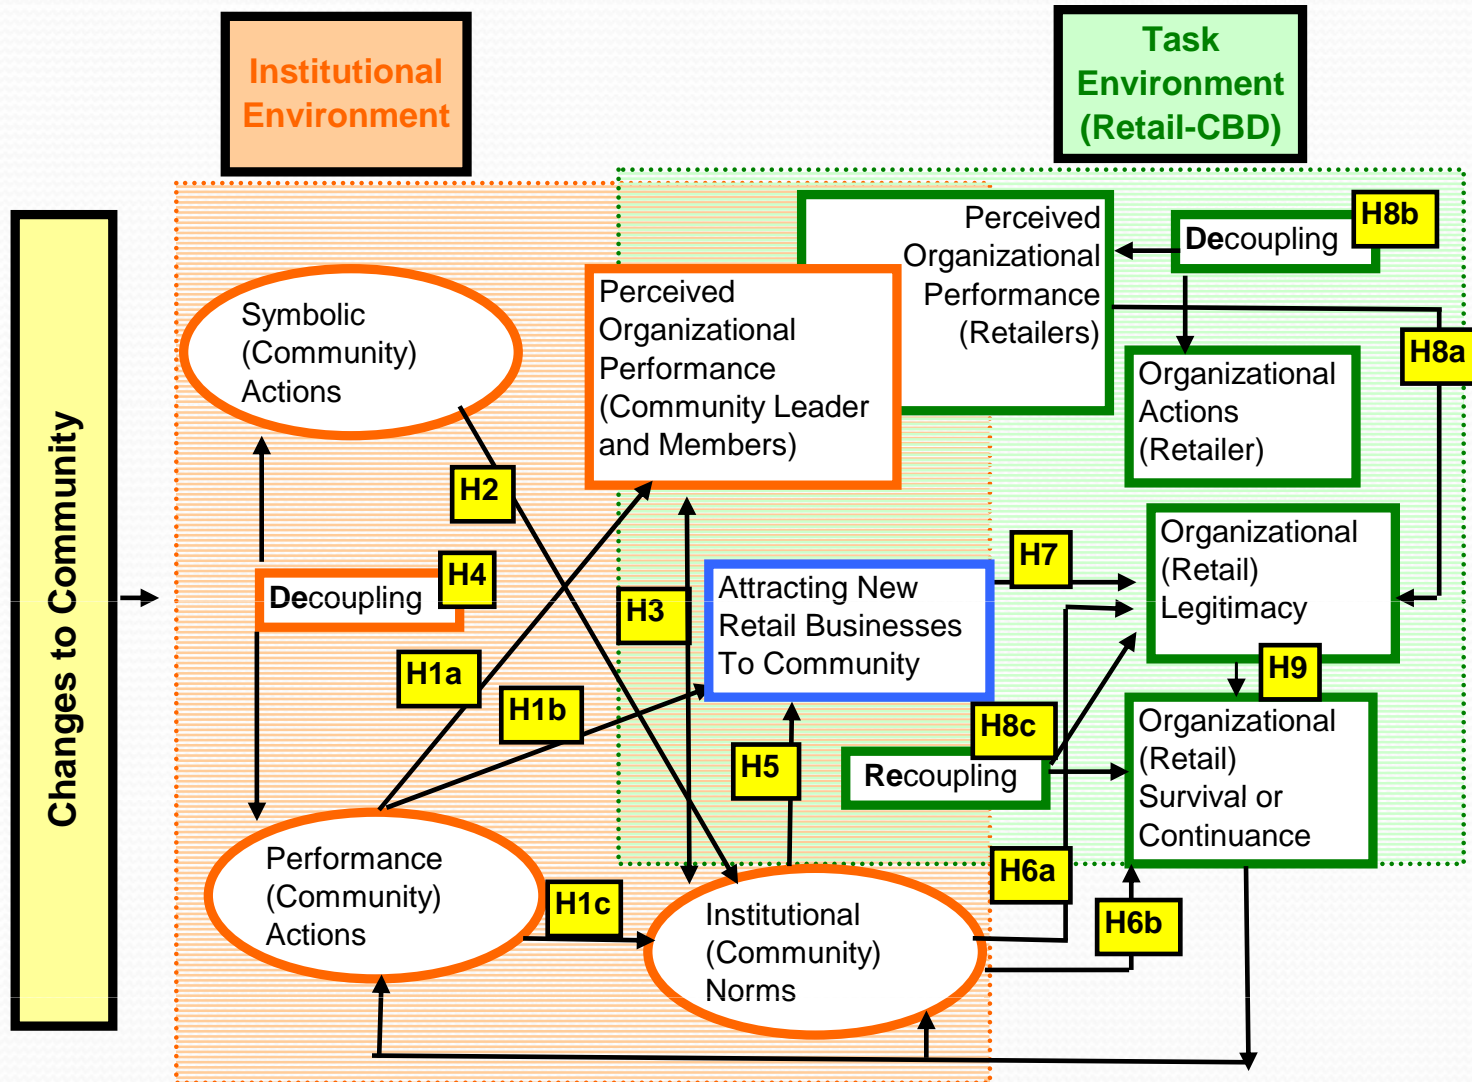 Institutional
Environment
Task
Environment
(Retail-CBD)
Changes to Community
Perceived
Organizational
Performance
(Retailers)
Decoupling
H8b
H8a
Symbolic
(Community)
Actions
Perceived
Organizational
Performance
(Community Leader
and Members)
Organizational
Actions
(Retailer)
H2
Decoupling
H4
H3
H7
Attracting New
Retail Businesses
To Community
Organizational
(Retail)
Legitimacy
H1a
H1b
H9
H8c
H5
Recoupling
Organizational
(Retail)
Survival or
Continuance
Performance
(Community)
Actions
H1c
H6a
H6b
Institutional
(Community)
Norms